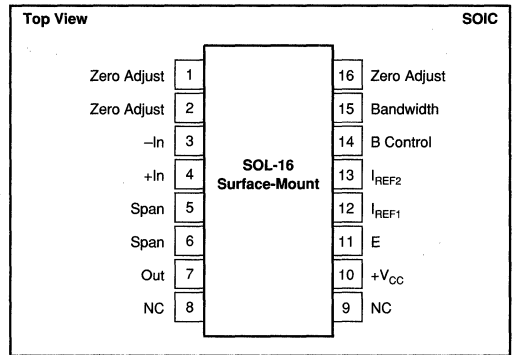 Top View SOIC
Zero Adjust 1 16 Zero Adjust
Zero Adjust 2 15 Bandwidth
–In 3 14 B Control
+In 4 13 IREF2
SOL-16
Surface-Mount
Span 5 12 IREF1
Span 6 11 E
Out 7 10 +VCC
NC 8 9 NC